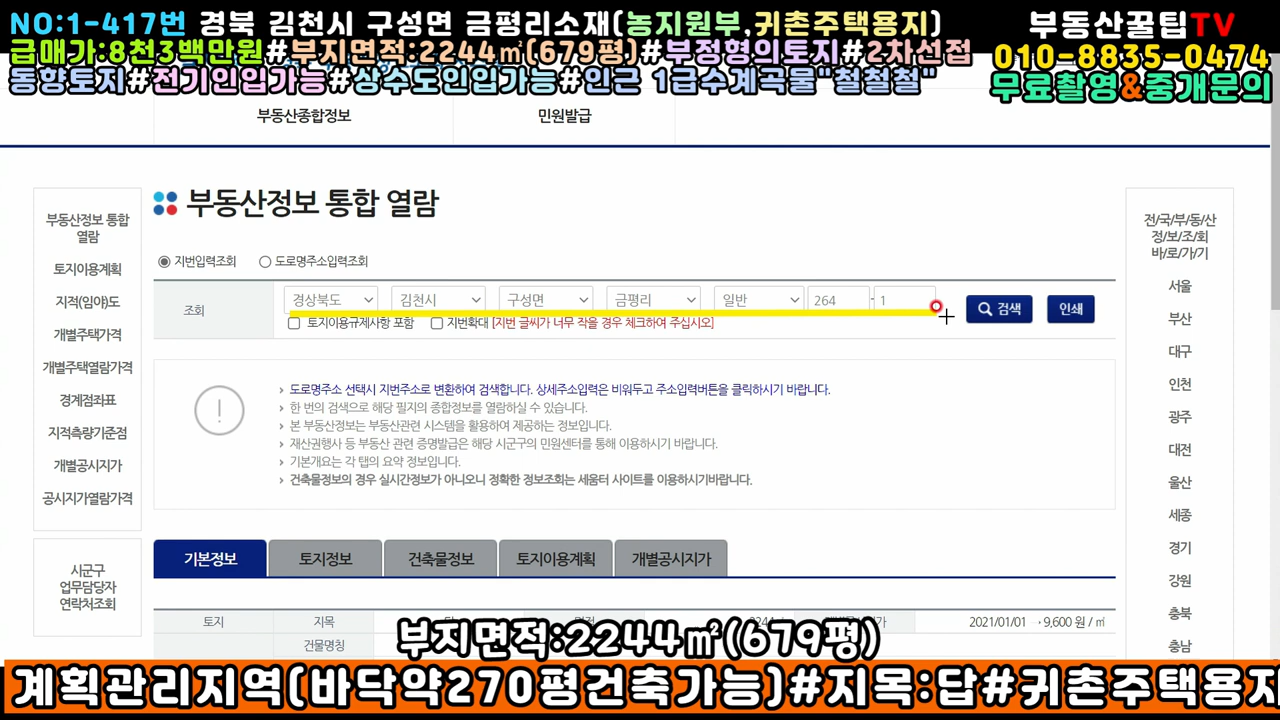 NO:1-417번 경북 김천시 구성면 금평리소재(농지원부,귀촌주택용지)
부동산꿀팁TV
급매가:8천3백만원#부지면적:2244㎡(679평)#부정형의토지#2차선접
010-8835-0474
동향토지#전기인입가능#상수도인입가능#인근 1급수계곡물"철철철"
무료촬영&중개문의
부동산종합정보
민원발급
부동산정보 통합 열람
토지이용계획
지적(임야)도
개별주택가격
개별주택열람가격
경계점좌표
지적측량기준점
개별공시지가
공시지가열람가격
시군구
업무담당자
연락처조회
부동산정보 통합 열람
지번입력조회 도로명주소입력조회
조회
경상북도 김천시 구성면 금평리 일반 264 - 1
검색 인쇄
토지이용규제사항 포함 지번확대 [지번 글씨가 너무 작을 경우 체크하여 주십시오]
도로명주소 선택시 지번주소로 변환하여 검색합니다. 상세주소입력은 비워두고 주소입력버튼을 클릭하시기 바랍니다.
한 번의 검색으로 해당 필지의 종합정보를 열람하실 수 있습니다.
본 부동산정보는 부동산관련 시스템을 활용하여 제공하는 정보입니다.
재산권행사 등 부동산 관련 증명발급은 해당 시군구의 민원센터를 통해 이용하시기 바랍니다.
기본개요는 각 탭의 요약 정보입니다.
건축물정보의 경우 실시간정보가 아니오니 정확한 정보조회는 세움터 사이트를 이용하시기바랍니다.
기본정보 토지정보 건축물정보 토지이용계획 개별공시지가
토지 지목 2021/01/01 9,600 원 / ㎡
건물명칭
전/국/부/동/산
정/보/조/회
바/로/가/기
서울
부산
대구
인천
광주
대전
울산
세종
경기
강원
충북
충남
부지면적:2244㎡(679평)
계획관리지역(바닥약270평건축가능)#지목:답#귀촌주택용지